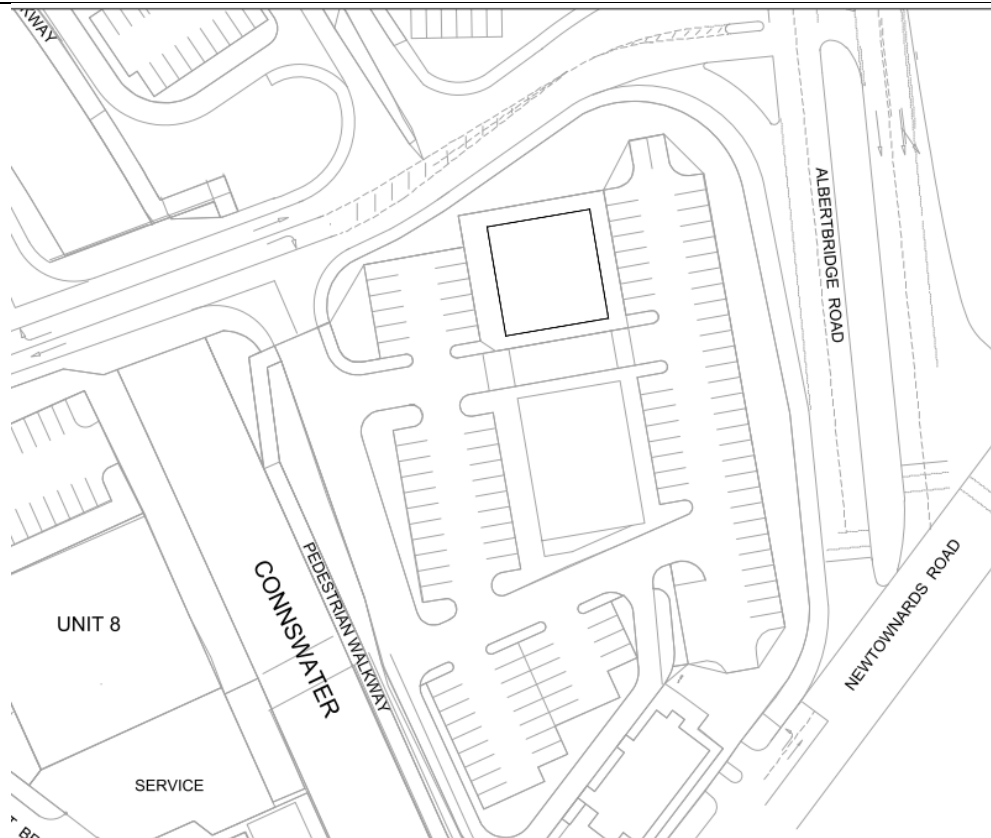 ALBERTBRIDGE ROAD
PEDESTRIAN WALKWAY
CONNSWATER
UNIT 8
NEWTOWNARDS ROAD
SERVICE